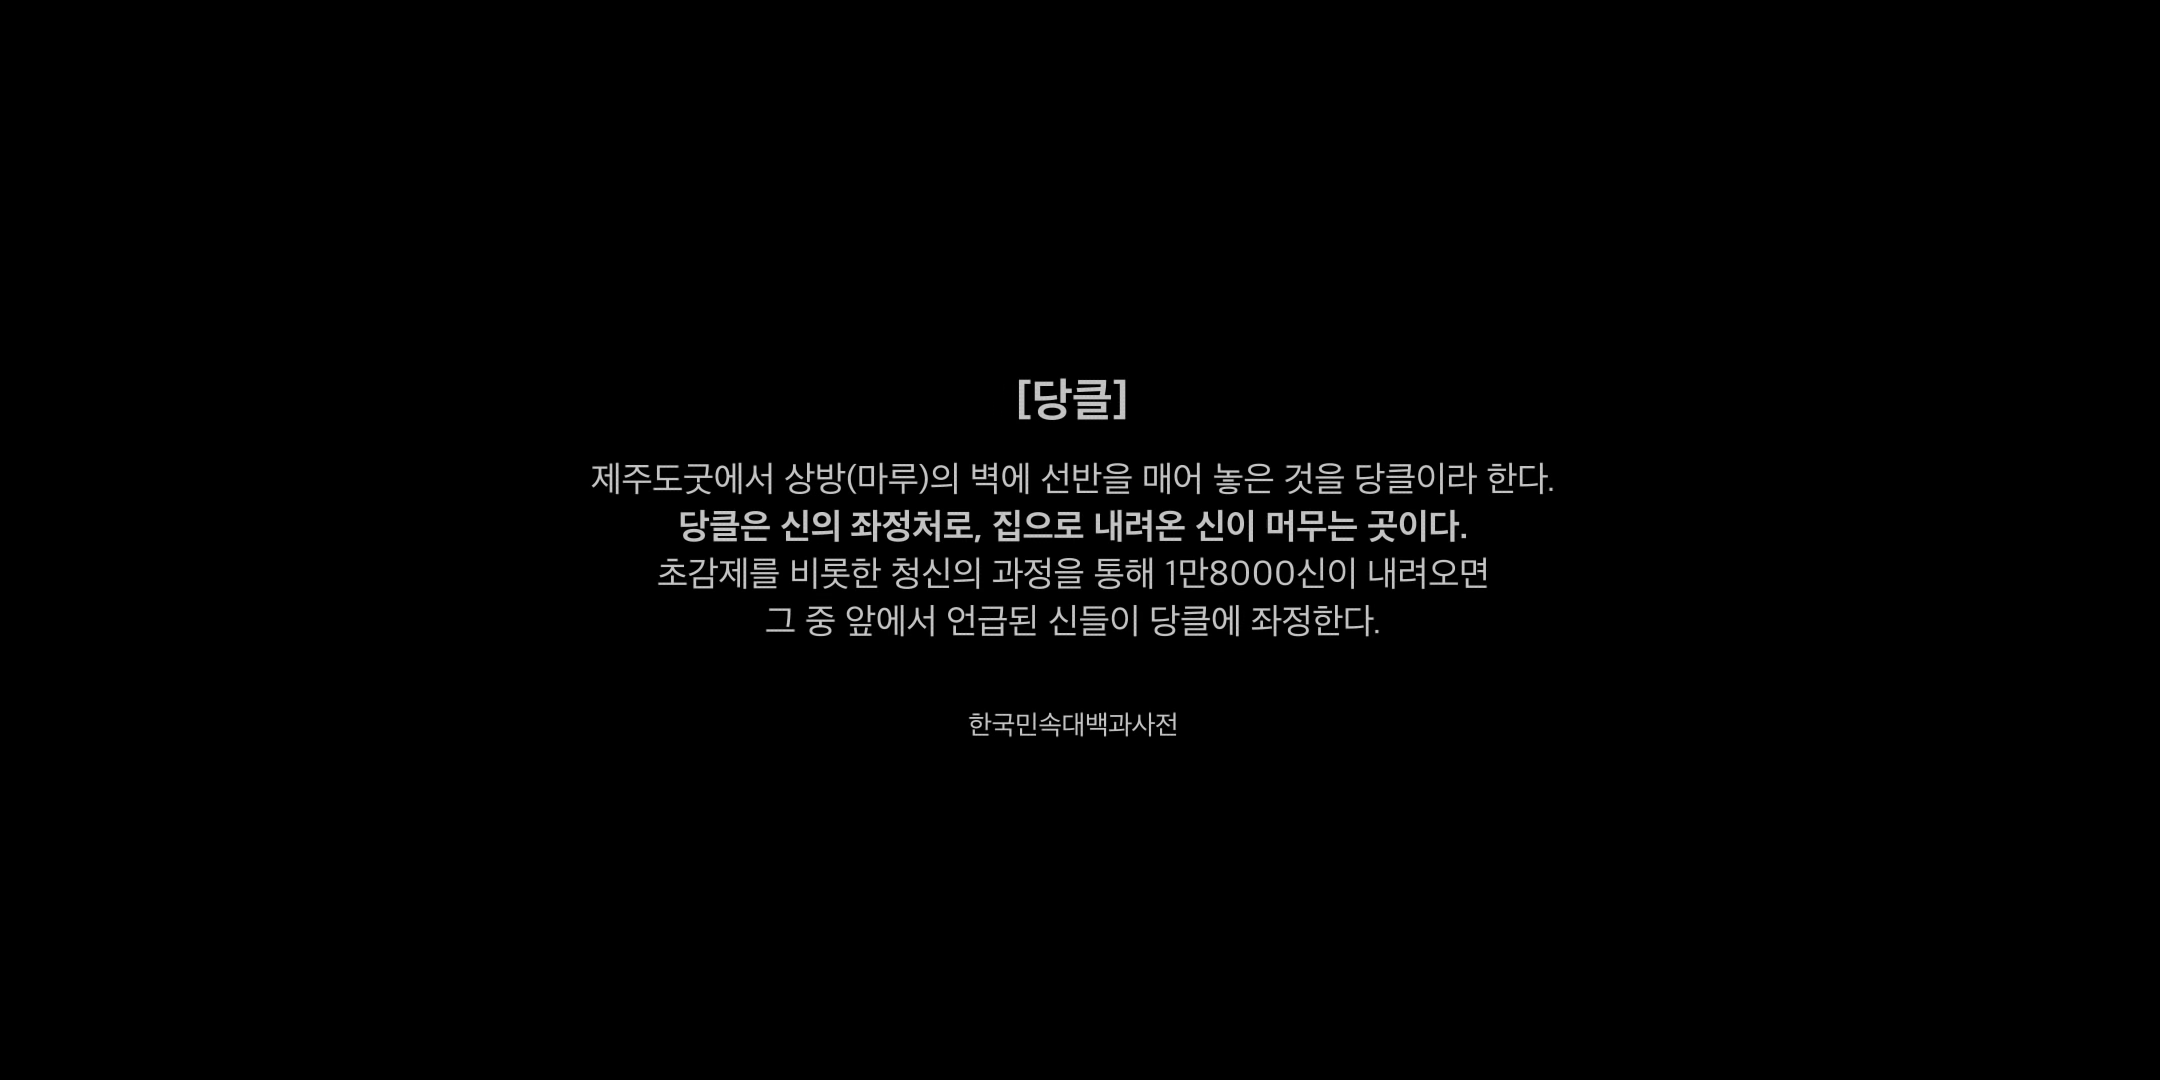 [당클]
제주도굿에서 상방(마루)의 벽에 선반을 매어 놓은 것을 당클이라 한다.
당클은 신의 좌정처로, 집으로 내려온 신이 머무는 곳이다.
초감제를 비롯한 청신의 과정을 통해 1만8000신이 내려오면
그 중 앞에서 언급된 신들이 당클에 좌정한다.
한국민속대백과사전